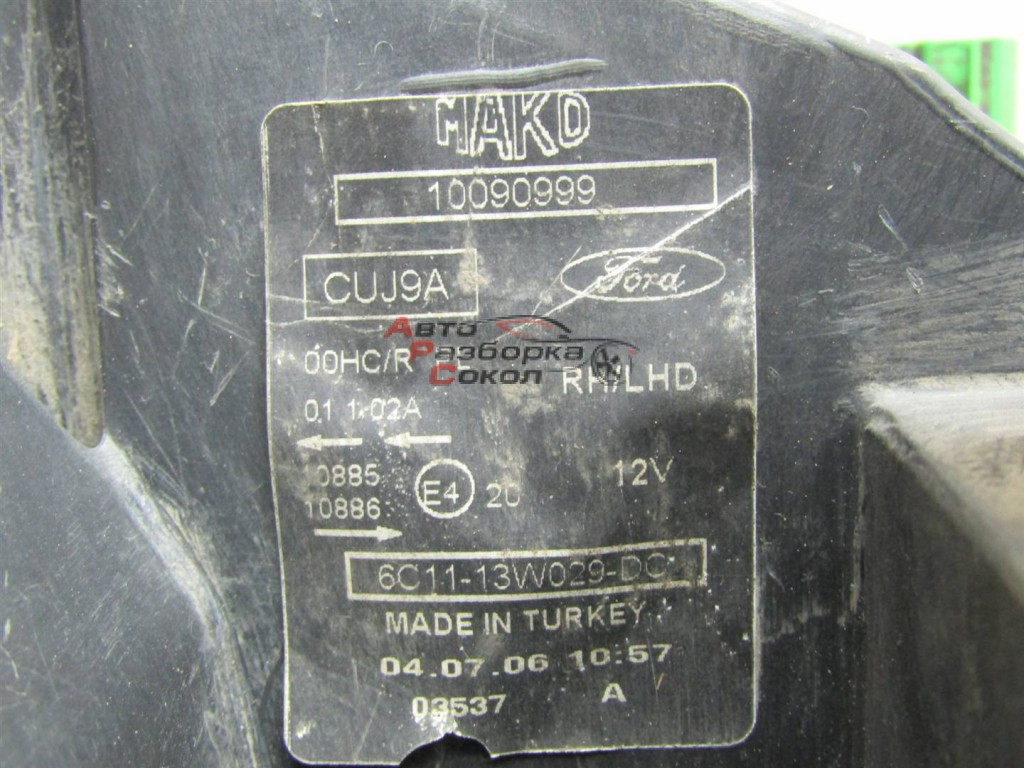 MAKO
10090999
CUJ9A Ford
00HC/R RH/LHD
Авто
Разборка
Сокол
01 1-02A
10885 12V
E4 20
10886
6C11-13W029-DC
MADE IN TURKEY
04.07.06 10:57
03537 A